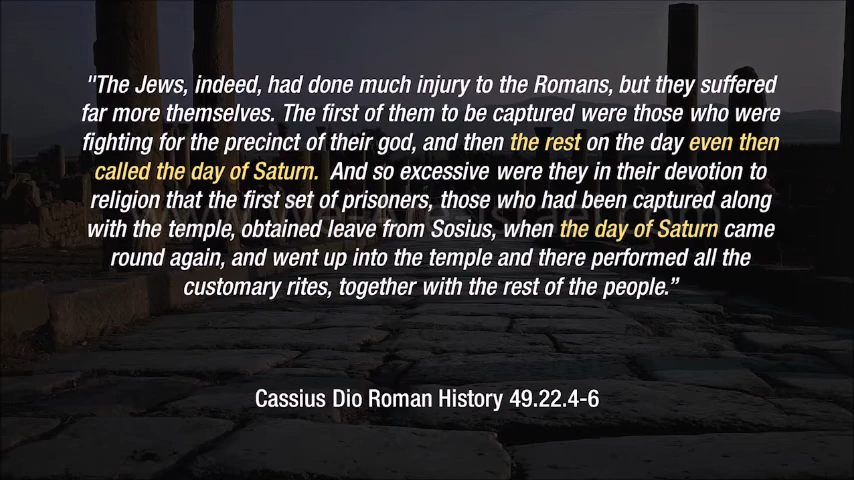 "The Jews, indeed, had done much injury to the Romans, but they suffered
far more themselves. The first of them to be captured were those who were
fighting for the precinct of their god, and then the rest on the day even then
called the day of Saturn. And so excessive were they in their devotion to
religion that the first set of prisoners, those who had been captured along
with the temple, obtained leave from Sosius, when the day of Saturn came
round again, and went up into the temple and there performed all the
customary rites, together with the rest of the people.”
Cassius Dio Roman History 49.22.4-6